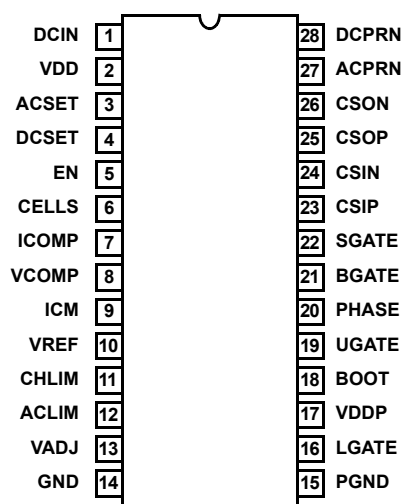 DCIN 1 28 DCPRN
VDD 2 27 ACPRN
ACSET 3 26 CSON
DCSET 4 25 CSOP
EN 5 24 CSIN
CELLS 6 23 CSIP
ICOMP 7 22 SGATE
VCOMP 8 21 BGATE
ICM 9 20 PHASE
VREF 10 19 UGATE
CHLIM 11 18 BOOT
ACLIM 12 17 VDDP
VADJ 13 16 LGATE
GND 14 15 PGND